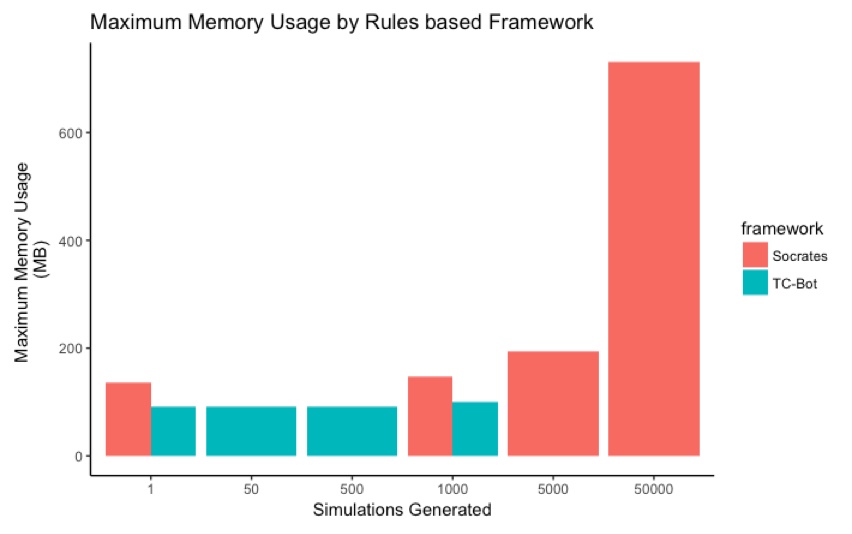 Maximum Memory Usage by Rules based Framework
Maximum Memory Usage
(MB)
600
400
200
0
1 50 500 1000 5000 50000
Simulations Generated
framework
Socrates
TC-Bot